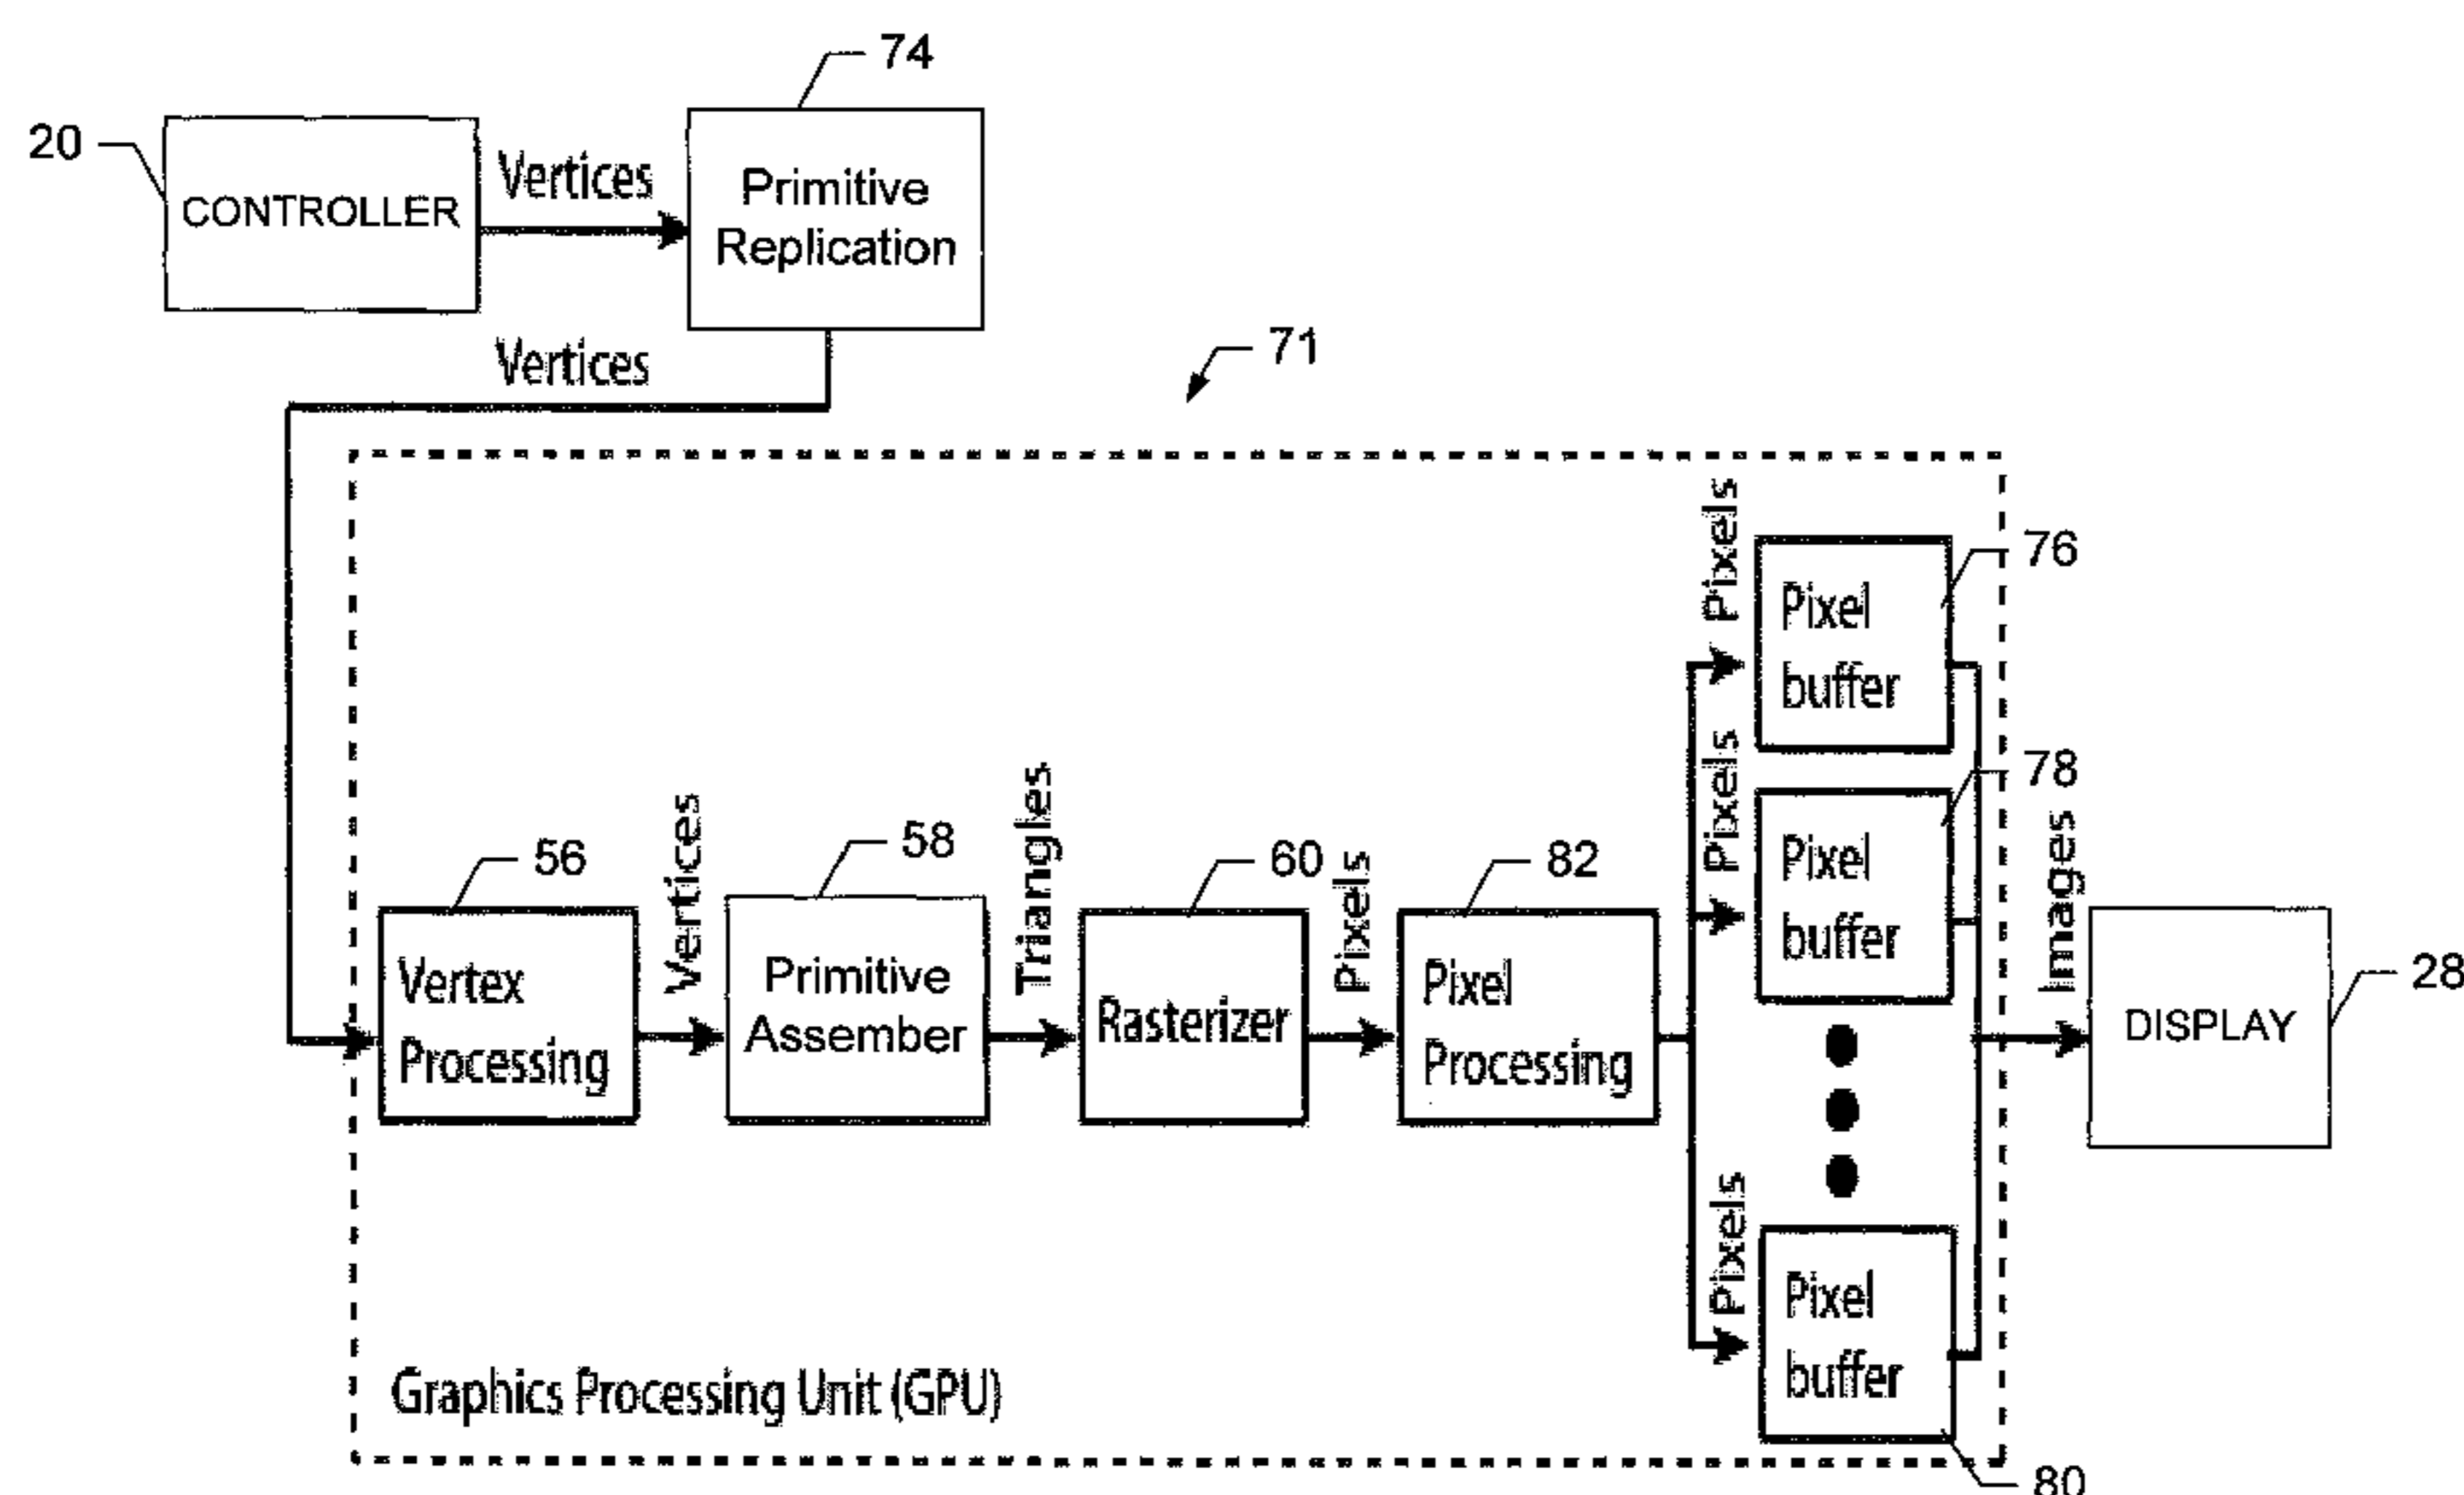 74
20
CONTROLLER
Vertices
Primitive
Replication
Vertices
71
Pixels
Pixel
buffer
76
Pixels
Pixel
buffer
78
56
Vertex
Processing
Vertices
58
Primitive
Assember
Triangles
60
Rasterizer
Pixels
82
Pixel
Processing
Images
DISPLAY
28
Pixels
Pixel
buffer
80
Graphics Processing Unit (GPU)